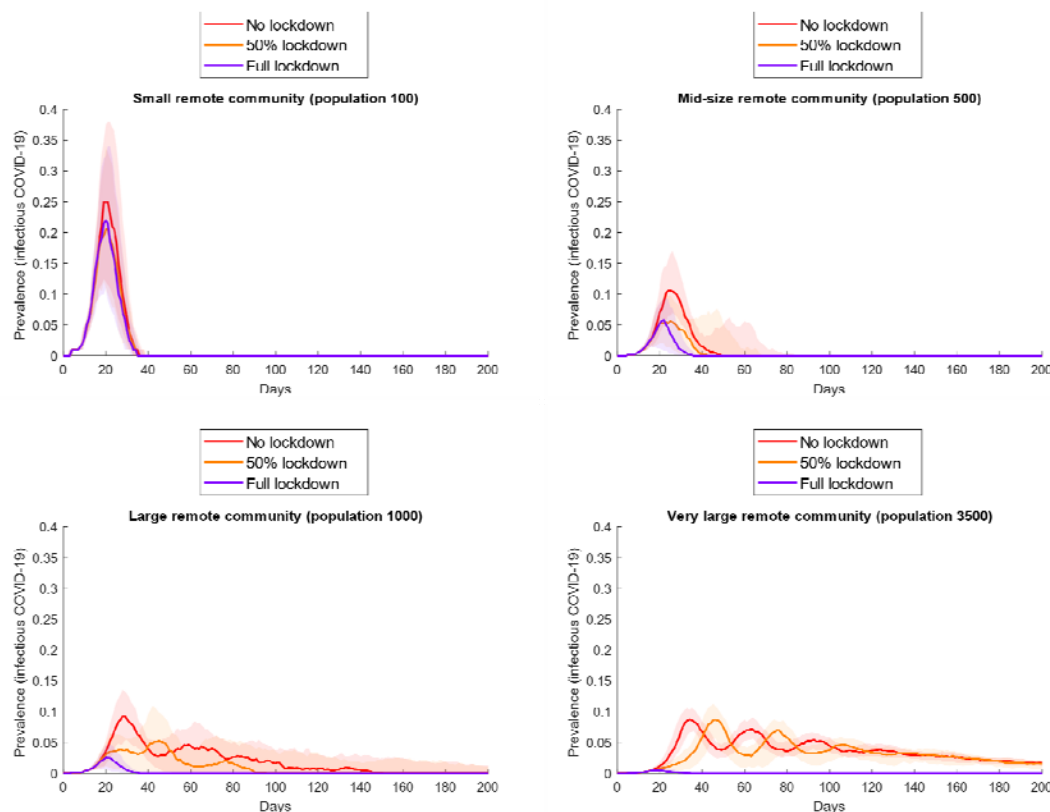 No lockdown
50% lockdown
Full lockdown
Small remote community (population 100)
Prevalence (infectious COVID-19)
0.4
0.35
0.3
0.25
0.2
0.15
0.1
0.05
0
0 20 40 60 80 100 120 140 160 180 200
Days
No lockdown
50% lockdown
Full lockdown
Mid-size remote community (population 500)
Prevalence (infectious COVID-19)
0.4
0.35
0.3
0.25
0.2
0.15
0.1
0.05
0
0 20 40 60 80 100 120 140 160 180 200
Days
No lockdown
50% lockdown
Full lockdown
Large remote community (population 1000)
Prevalence (infectious COVID-19)
0.4
0.35
0.3
0.25
0.2
0.15
0.1
0.05
0
0 20 40 60 80 100 120 140 160 180 200
Days
No lockdown
50% lockdown
Full lockdown
Very large remote community (population 3500)
Prevalence (infectious COVID-19)
0.4
0.35
0.3
0.25
0.2
0.15
0.1
0.05
0
0 20 40 60 80 100 120 140 160 180 200
Days